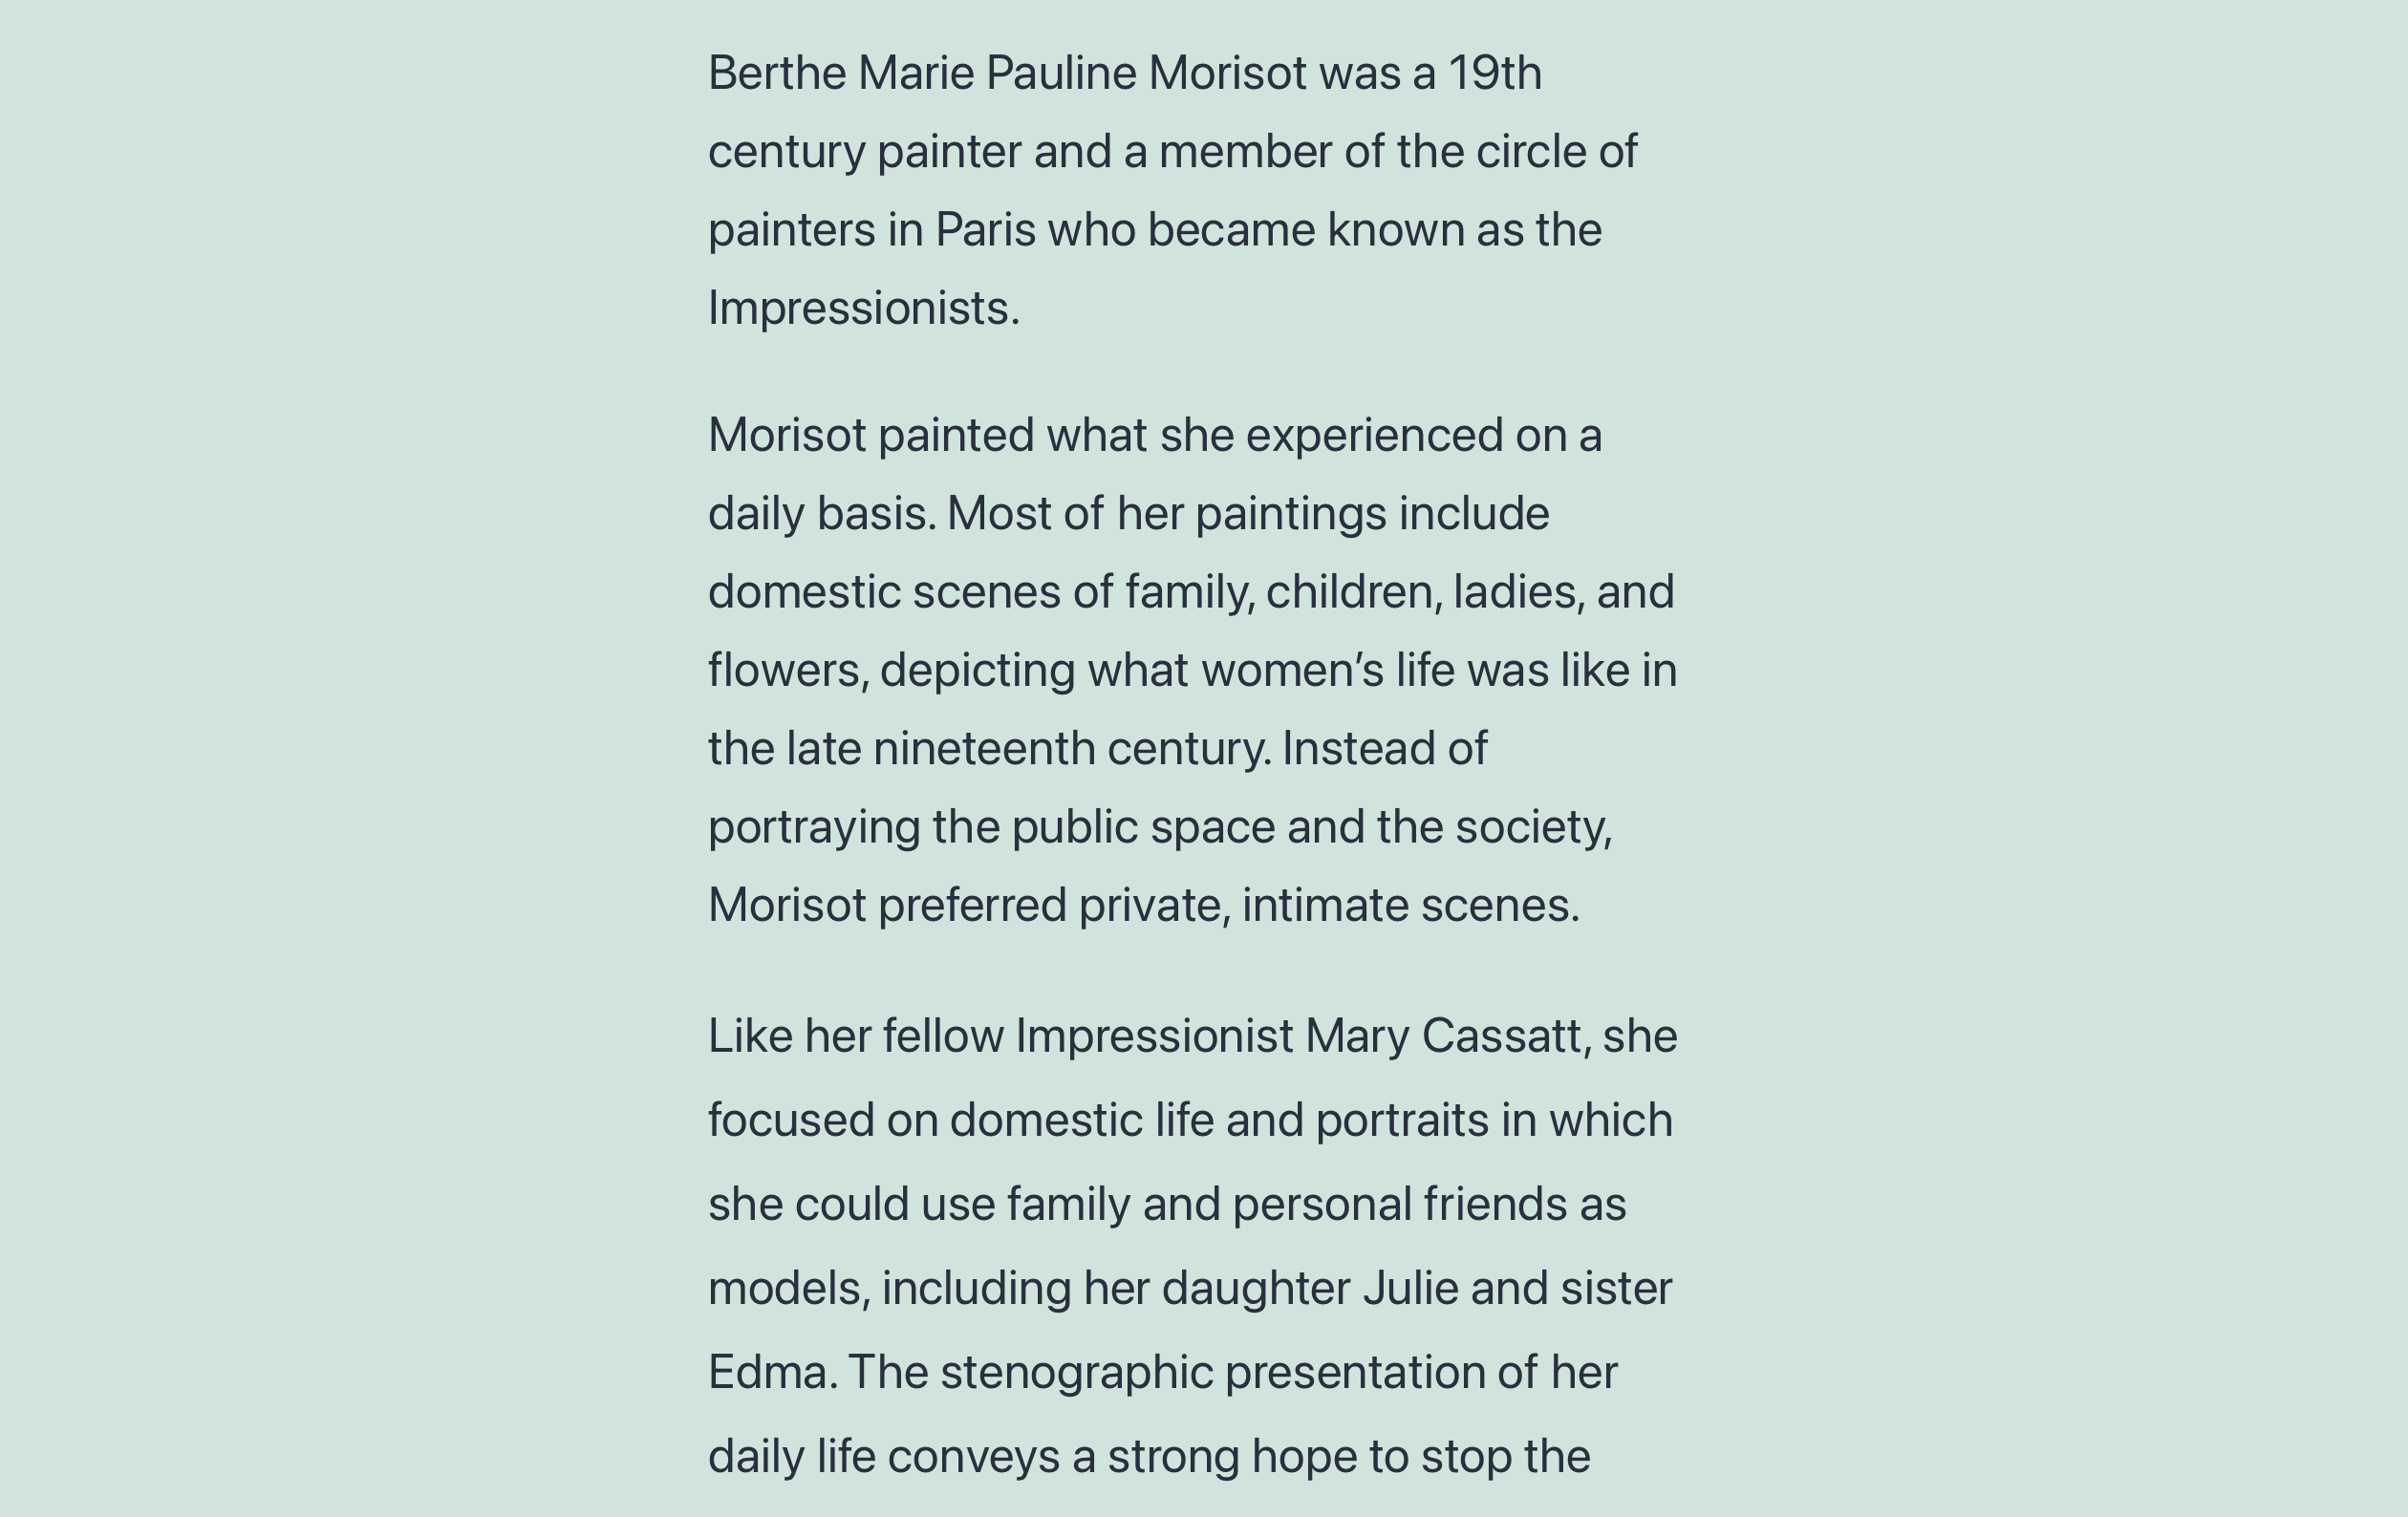 Berthe Marie Pauline Morisot was a 19th
century painter and a member of the circle of
painters in Paris who became known as the
Impressionists.
Morisot painted what she experienced on a
daily basis. Most of her paintings include
domestic scenes of family, children, ladies, and
flowers, depicting what women’s life was like in
the late nineteenth century. Instead of
portraying the public space and the society,
Morisot preferred private, intimate scenes.
Like her fellow Impressionist Mary Cassatt, she
focused on domestic life and portraits in which
she could use family and personal friends as
models, including her daughter Julie and sister
Edma. The stenographic presentation of her
daily life conveys a strong hope to stop the